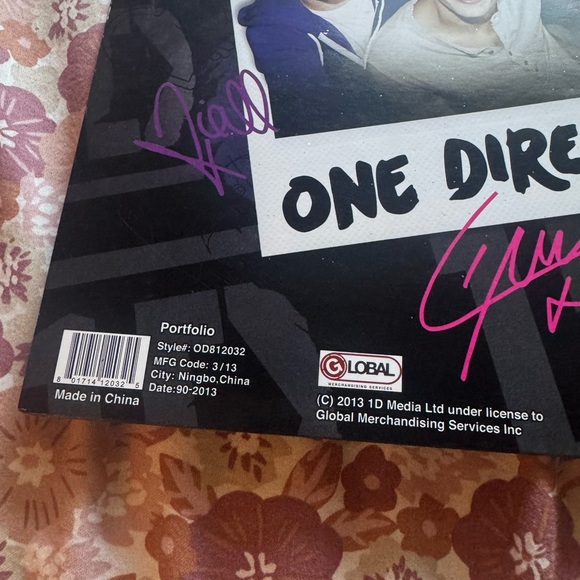 Niall
ONE DIRE
Portfolio
Style#: OD812032
MFG Code: 3/13
City: Ningbo.China
Date:90-2013
8 01714 12032 5
Made in China
GLOBAL
MERCHANDISING SERVICES
(C) 2013 1D Media Ltd under license to
Global Merchandising Services Inc